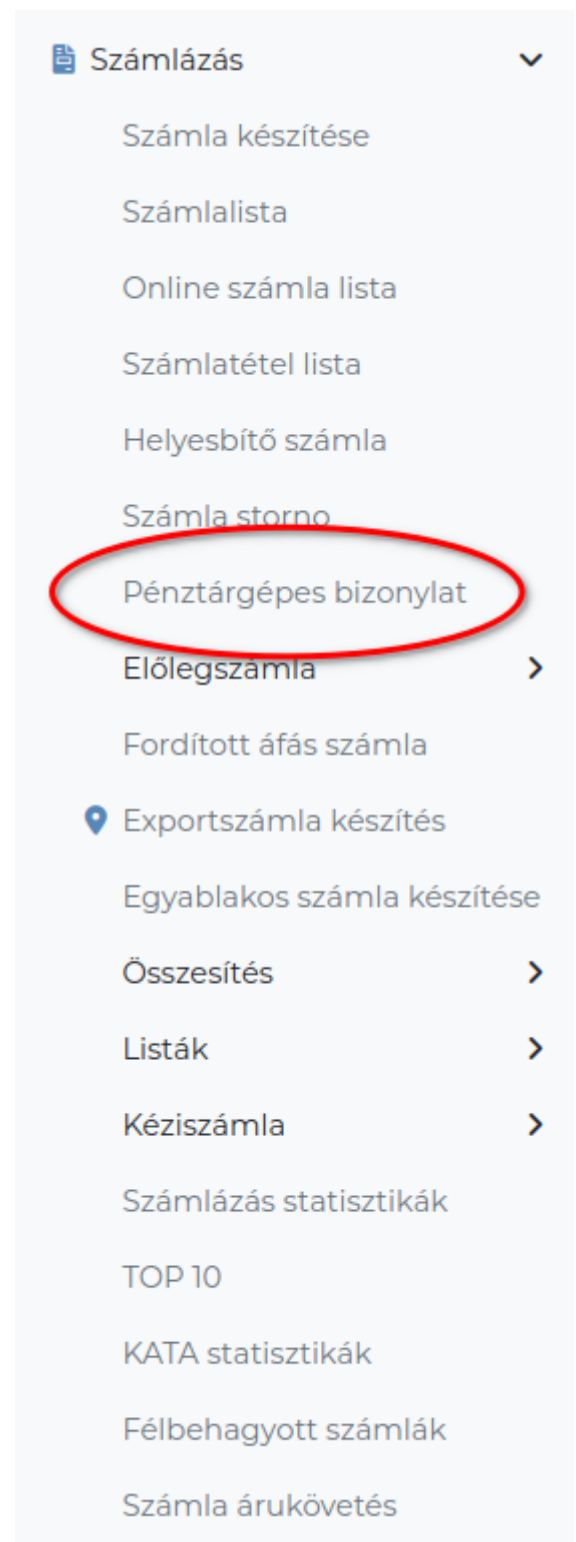 Számlázás
Számla készítése
Számlalista
Online számla lista
Számlatétel lista
Helyesbítő számla
Számla storno
Pénztárgépes bizonylat
Előlegszámla
Fordított áfás számla
Exportszámla készítés
Egyablakos számla készítése
Összesítés
Listák
Kéziszámla
Számlázás statisztikák
TOP 10
KATA statisztikák
Félbehagyott számlák
Számla árukövetés